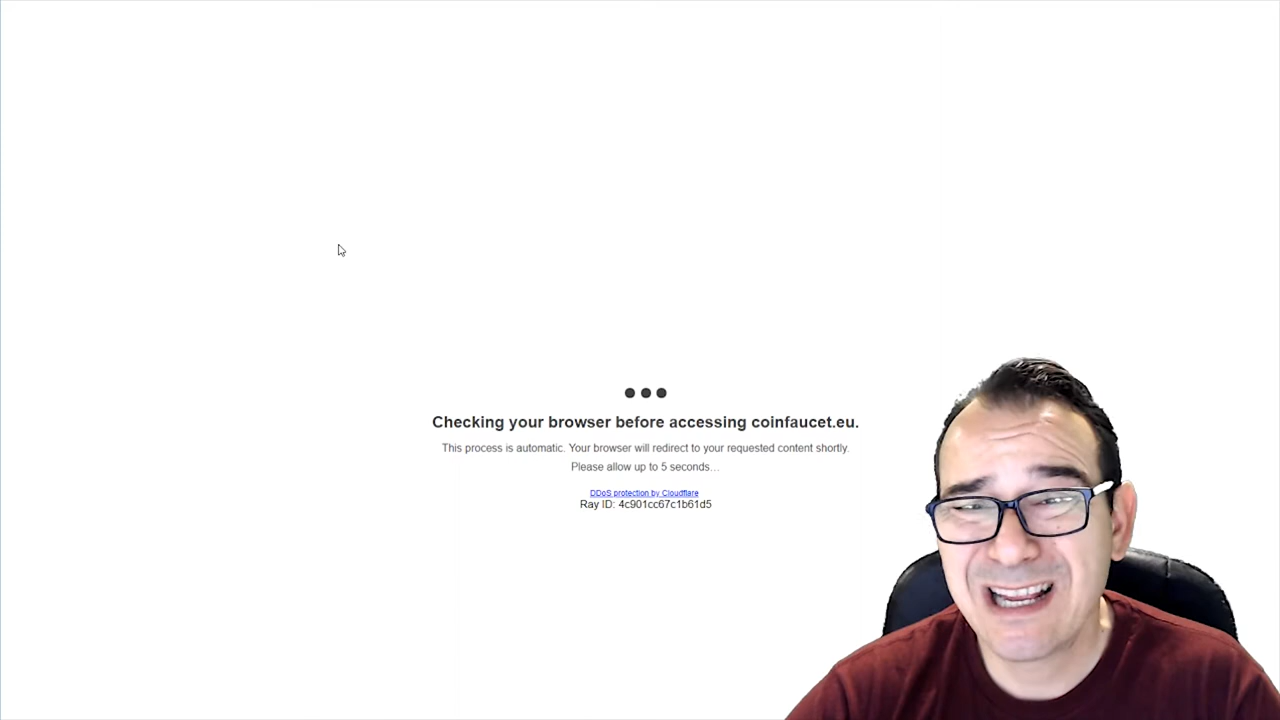 Checking your browser before accessing coinfaucet.eu.
This process is automatic. Your browser will redirect to your requested content shortly.
Please allow up to 5 seconds…
DDoS protection by Cloudflare
Ray ID: 4c901cc67c1b61d5